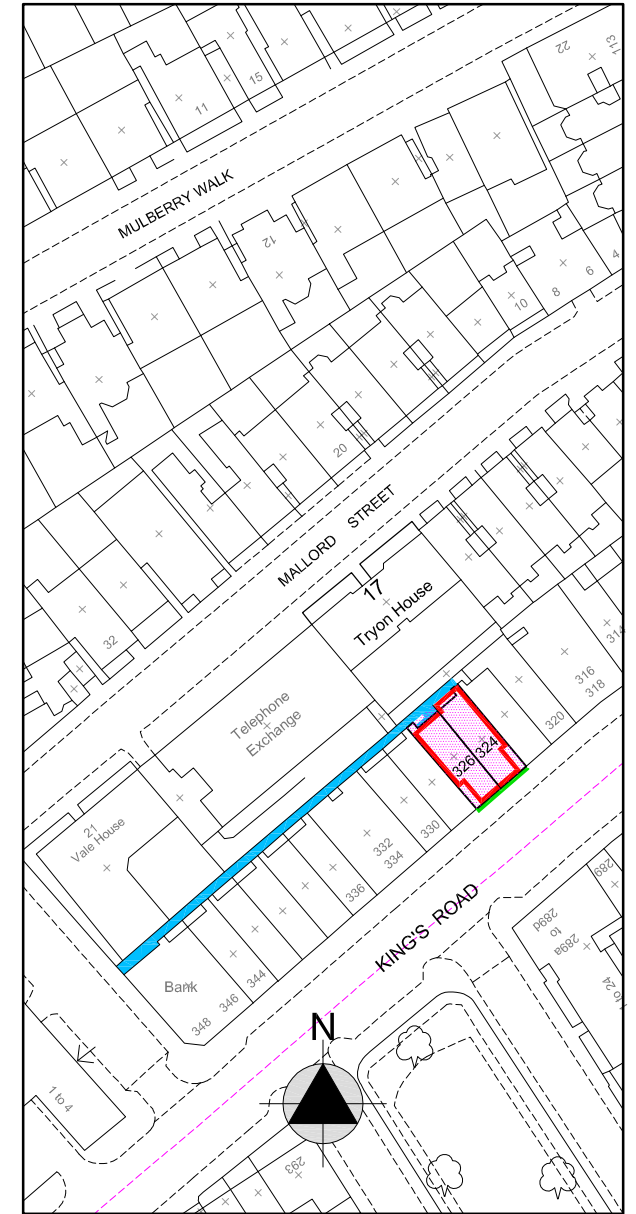 22
113
15
11
MULBERRY WALK
12
4
6
8
10
20
MALLORD STREET
17
Tryon House
32
314
316
318
320
Telephone
Exchange
326 324
21
Vale House
330
332
334
336
KING'S ROAD
289
289a
to
289d
to 24
Bank
344
346
348
N
1 to 4
293